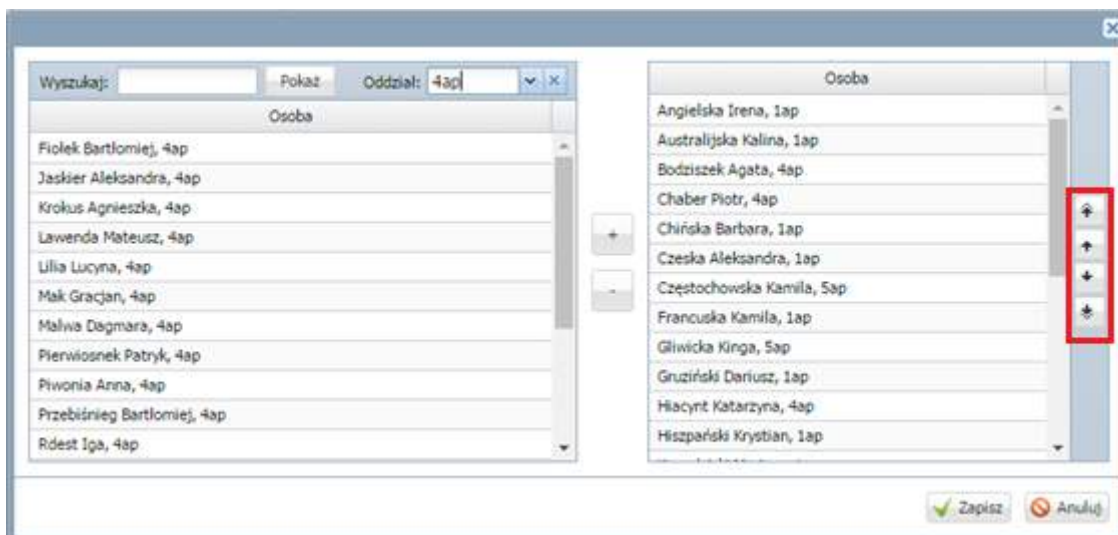 Wyszukaj: Pokaż Oddział: 4ap
Osoba
Fiołek Bartłomiej, 4ap
Jaskier Aleksandra, 4ap
Krokus Agnieszka, 4ap
Lawenda Mateusz, 4ap
Lilia Lucyna, 4ap
Mak Gracjan, 4ap
Malwa Dagmara, 4ap
Pierwiosnek Patryk, 4ap
Piwonia Anna, 4ap
Przebiśnieg Bartłomiej, 4ap
Rdest Iga, 4ap
+
-
Osoba
Angielska Irena, 1ap
Australijska Kalina, 1ap
Bodziszek Agata, 4ap
Chaber Piotr, 4ap
Chińska Barbara, 1ap
Czeska Aleksandra, 1ap
Częstochowska Kamila, 5ap
Francuska Kamila, 1ap
Gliwicka Kinga, 5ap
Gruziński Dariusz, 1ap
Hiacynt Katarzyna, 4ap
Hiszpański Krystian, 1ap
Zapisz Anuluj